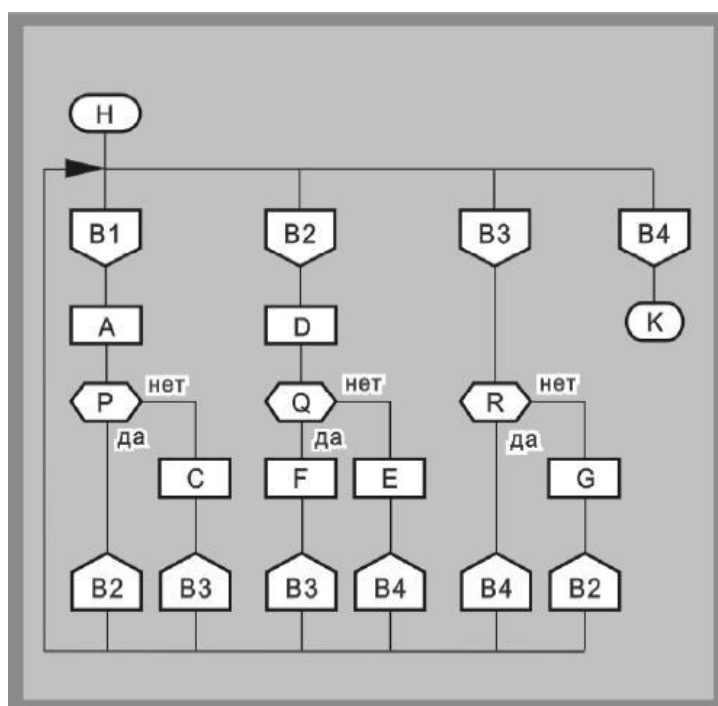 Н
B1 B2 B3 B4
A D К
P нет Q нет R нет
да да да
C F E G
B2 B3 B3 B4 B4 B2